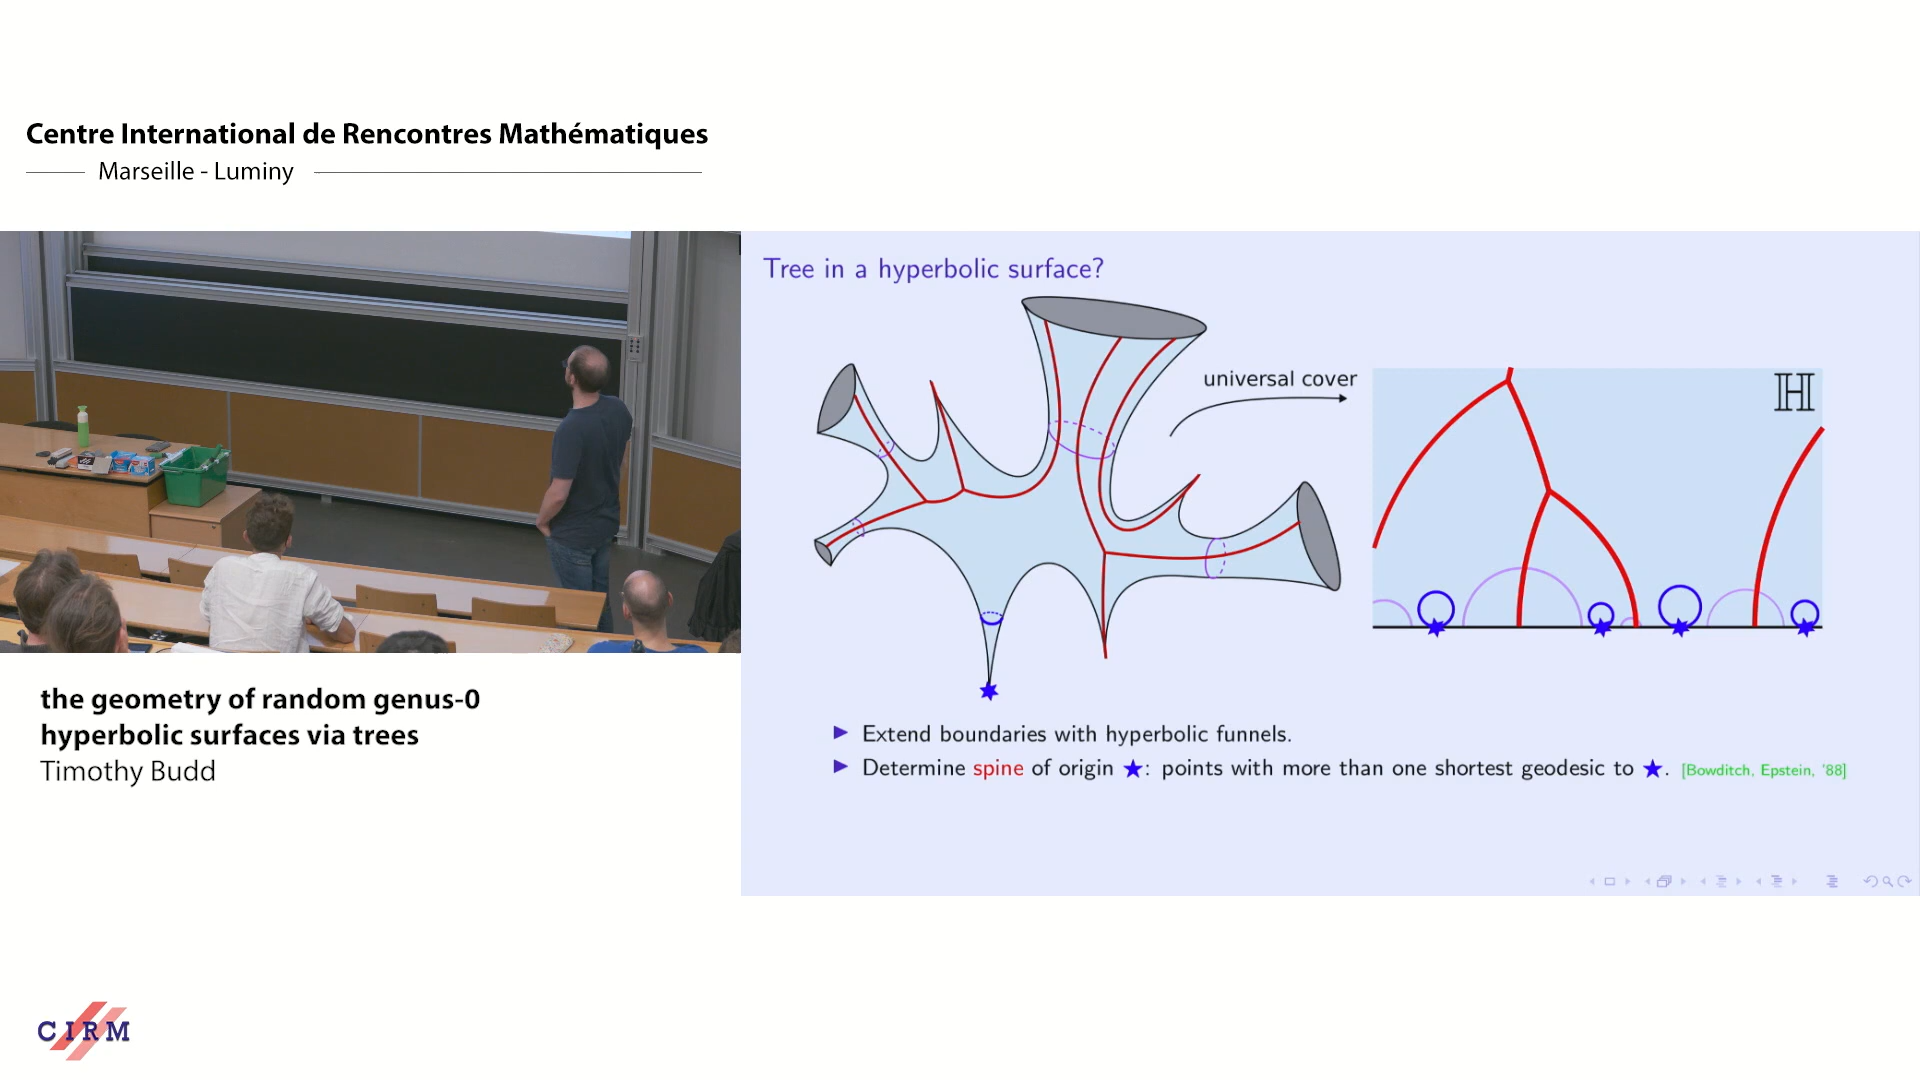 Centre International de Rencontres Mathématiques
Marseille - Luminy
Tree in a hyperbolic surface?
universal cover
ℍ
▶ Extend boundaries with hyperbolic funnels.
▶ Determine spine of origin ★: points with more than one shortest geodesic to ★. [Bowditch, Epstein, '88]
the geometry of random genus-0
hyperbolic surfaces via trees
Timothy Budd
CIRM